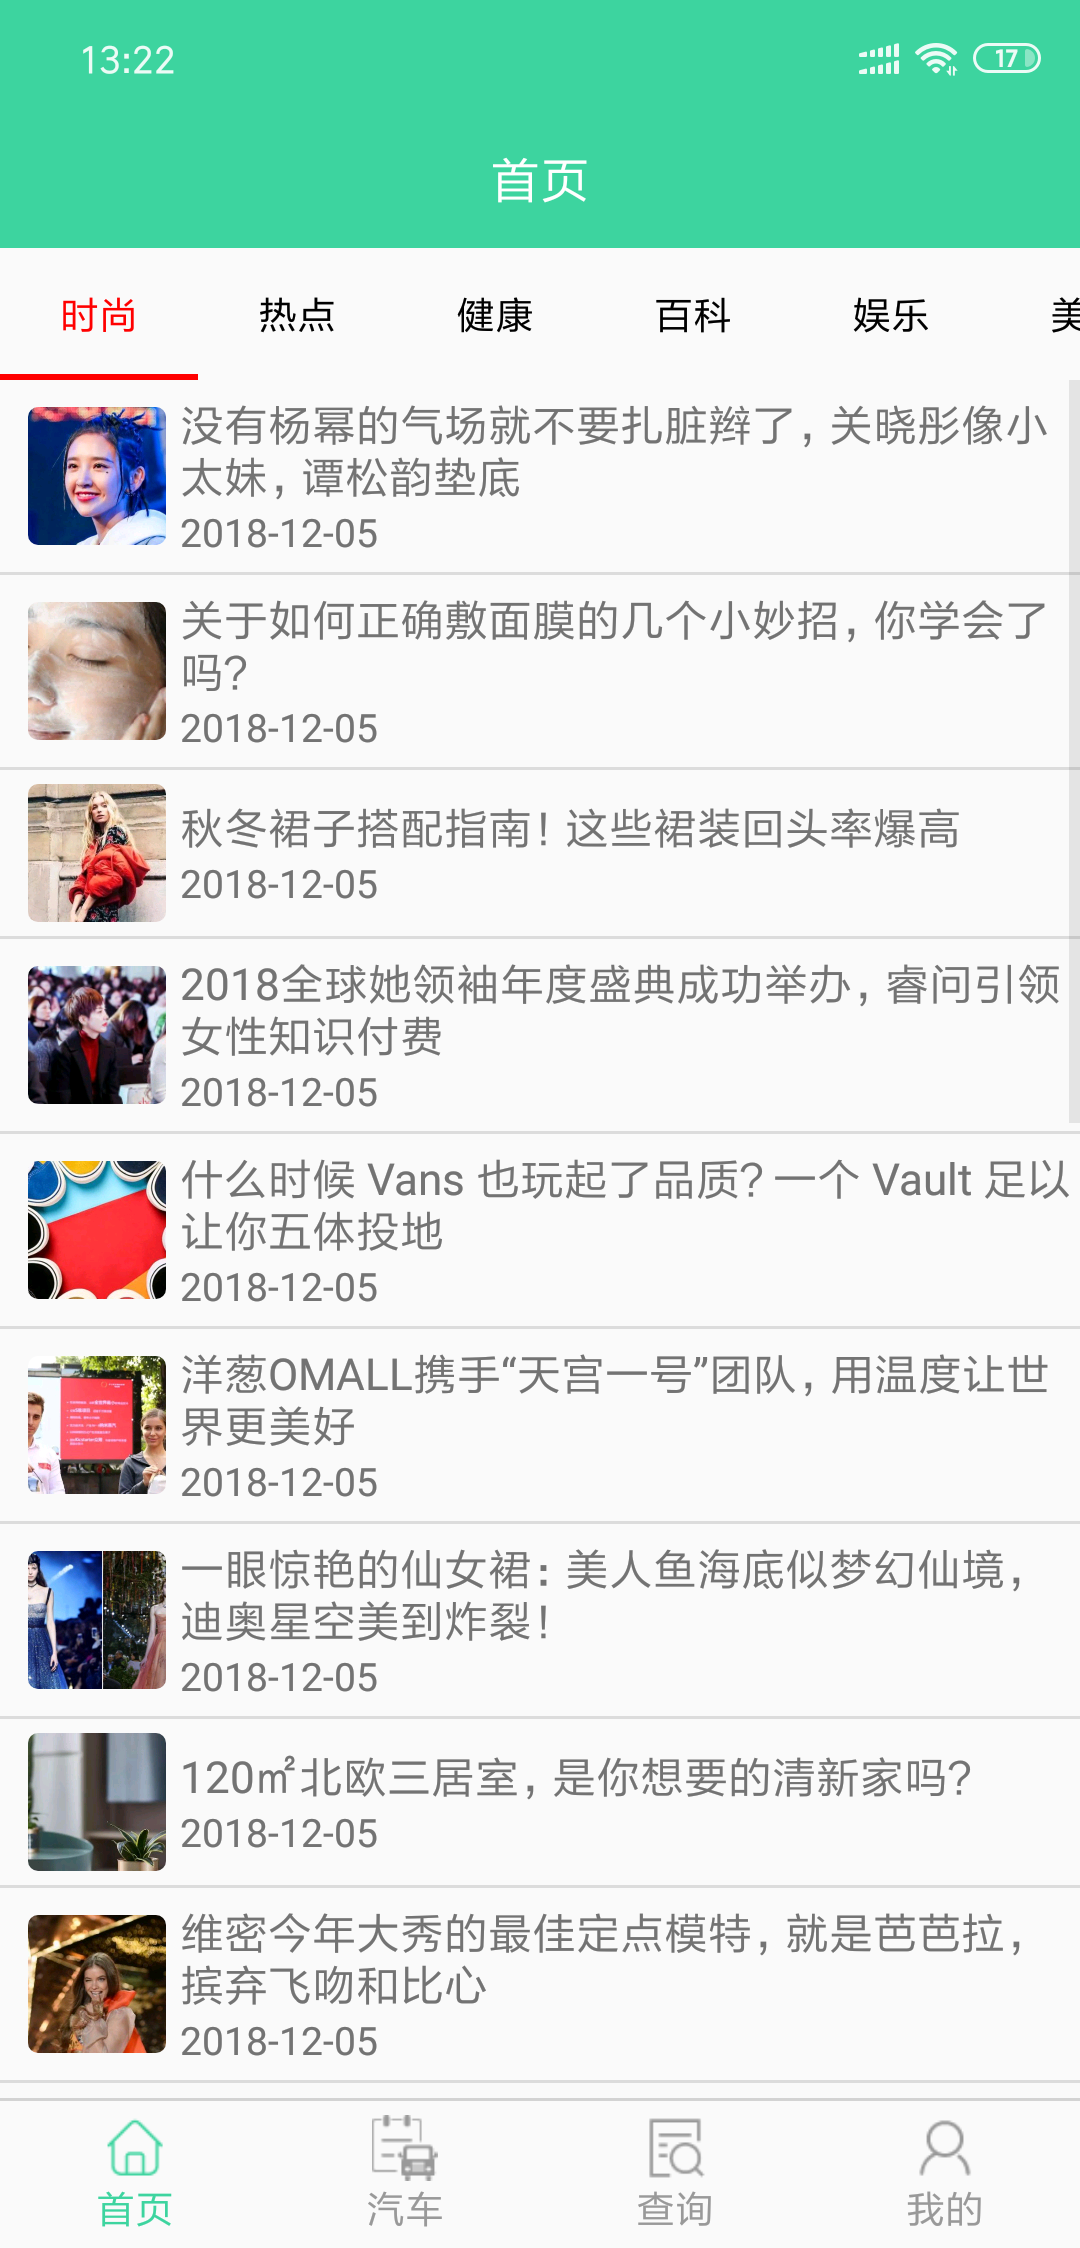 13:22
17
首页
时尚
热点
健康
百科
娱乐
美
没有杨幂的气场就不要扎脏辫了，关晓彤像小
太妹，谭松韵垫底
2018-12-05
关于如何正确敷面膜的几个小妙招，你学会了
吗？
2018-12-05
秋冬裙子搭配指南！这些裙装回头率爆高
2018-12-05
2018全球她领袖年度盛典成功举办，睿问引领
女性知识付费
2018-12-05
什么时候 Vans 也玩起了品质？一个 Vault 足以
让你五体投地
2018-12-05
洋葱OMALL携手“天宫一号”团队，用温度让世
界更美好
2018-12-05
一眼惊艳的仙女裙：美人鱼海底似梦幻仙境，
迪奥星空美到炸裂！
2018-12-05
120㎡北欧三居室，是你想要的清新家吗？
2018-12-05
维密今年大秀的最佳定点模特，就是芭芭拉，
摈弃飞吻和比心
2018-12-05
首页
汽车
查询
我的